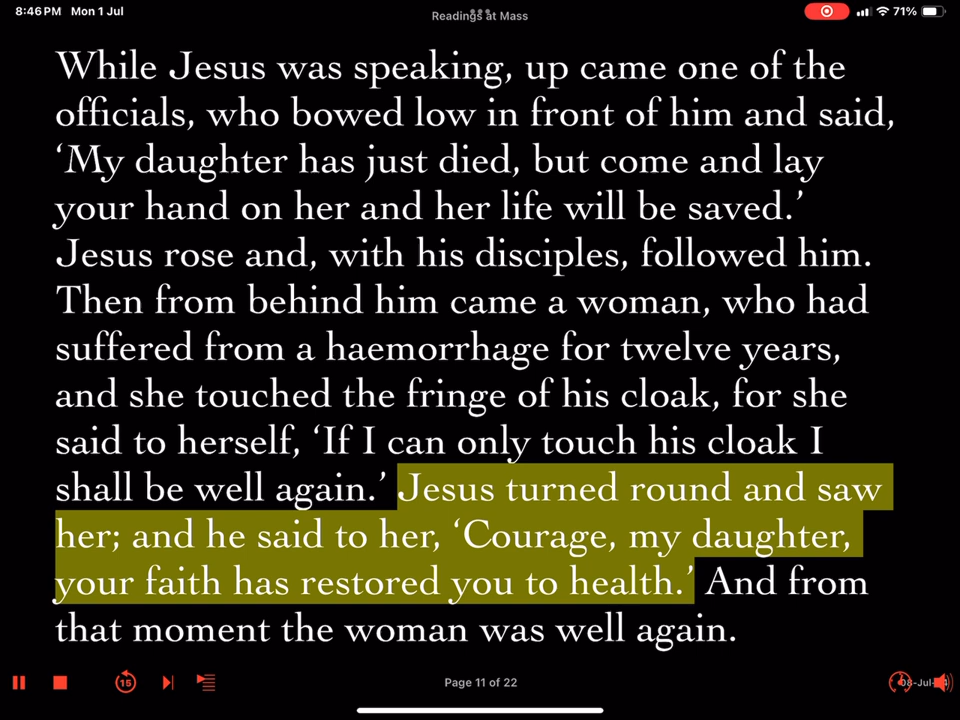 8:46 PM Mon 1 Jul
Readings at Mass
71%
While Jesus was speaking, up came one of the
officials, who bowed low in front of him and said,
‘My daughter has just died, but come and lay
your hand on her and her life will be saved.’
Jesus rose and, with his disciples, followed him.
Then from behind him came a woman, who had
suffered from a haemorrhage for twelve years,
and she touched the fringe of his cloak, for she
said to herself, ‘If I can only touch his cloak I
shall be well again.’ Jesus turned round and saw
her; and he said to her, ‘Courage, my daughter,
your faith has restored you to health.’ And from
that moment the woman was well again.
15
Page 11 of 22